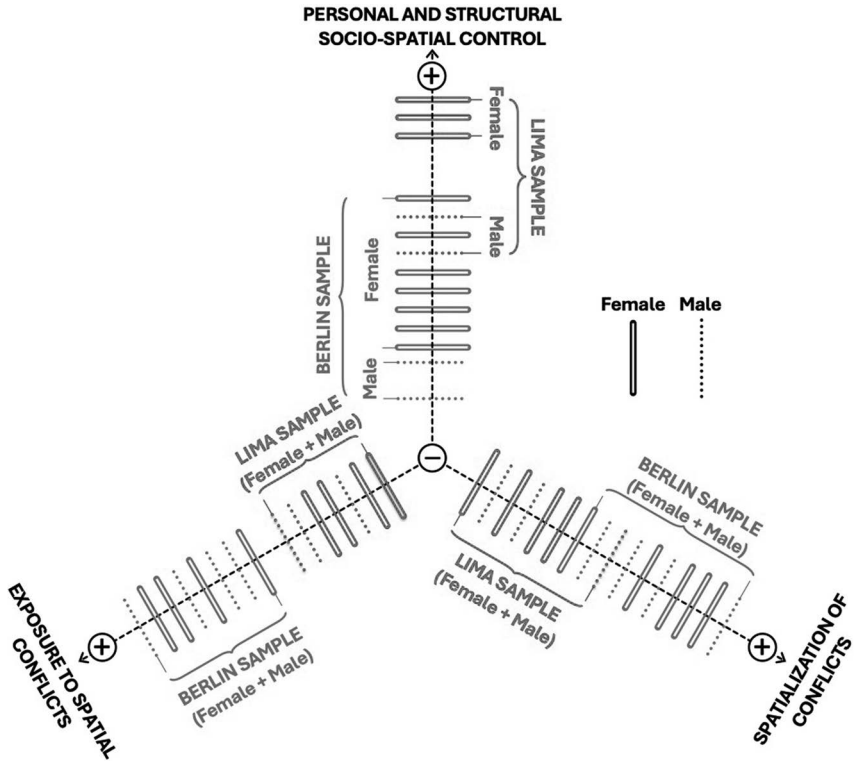 PERSONAL AND STRUCTURAL
SOCIO-SPATIAL CONTROL
+
Female
LIMA SAMPLE
Male
BERLIN SAMPLE
Female
Male
Female Male
−
LIMA SAMPLE
(Female + Male)
BERLIN SAMPLE
(Female + Male)
LIMA SAMPLE
(Female + Male)
BERLIN SAMPLE
(Female + Male)
+
EXPOSURE TO SPATIAL
CONFLICTS
+
SPATIALIZATION OF
CONFLICTS